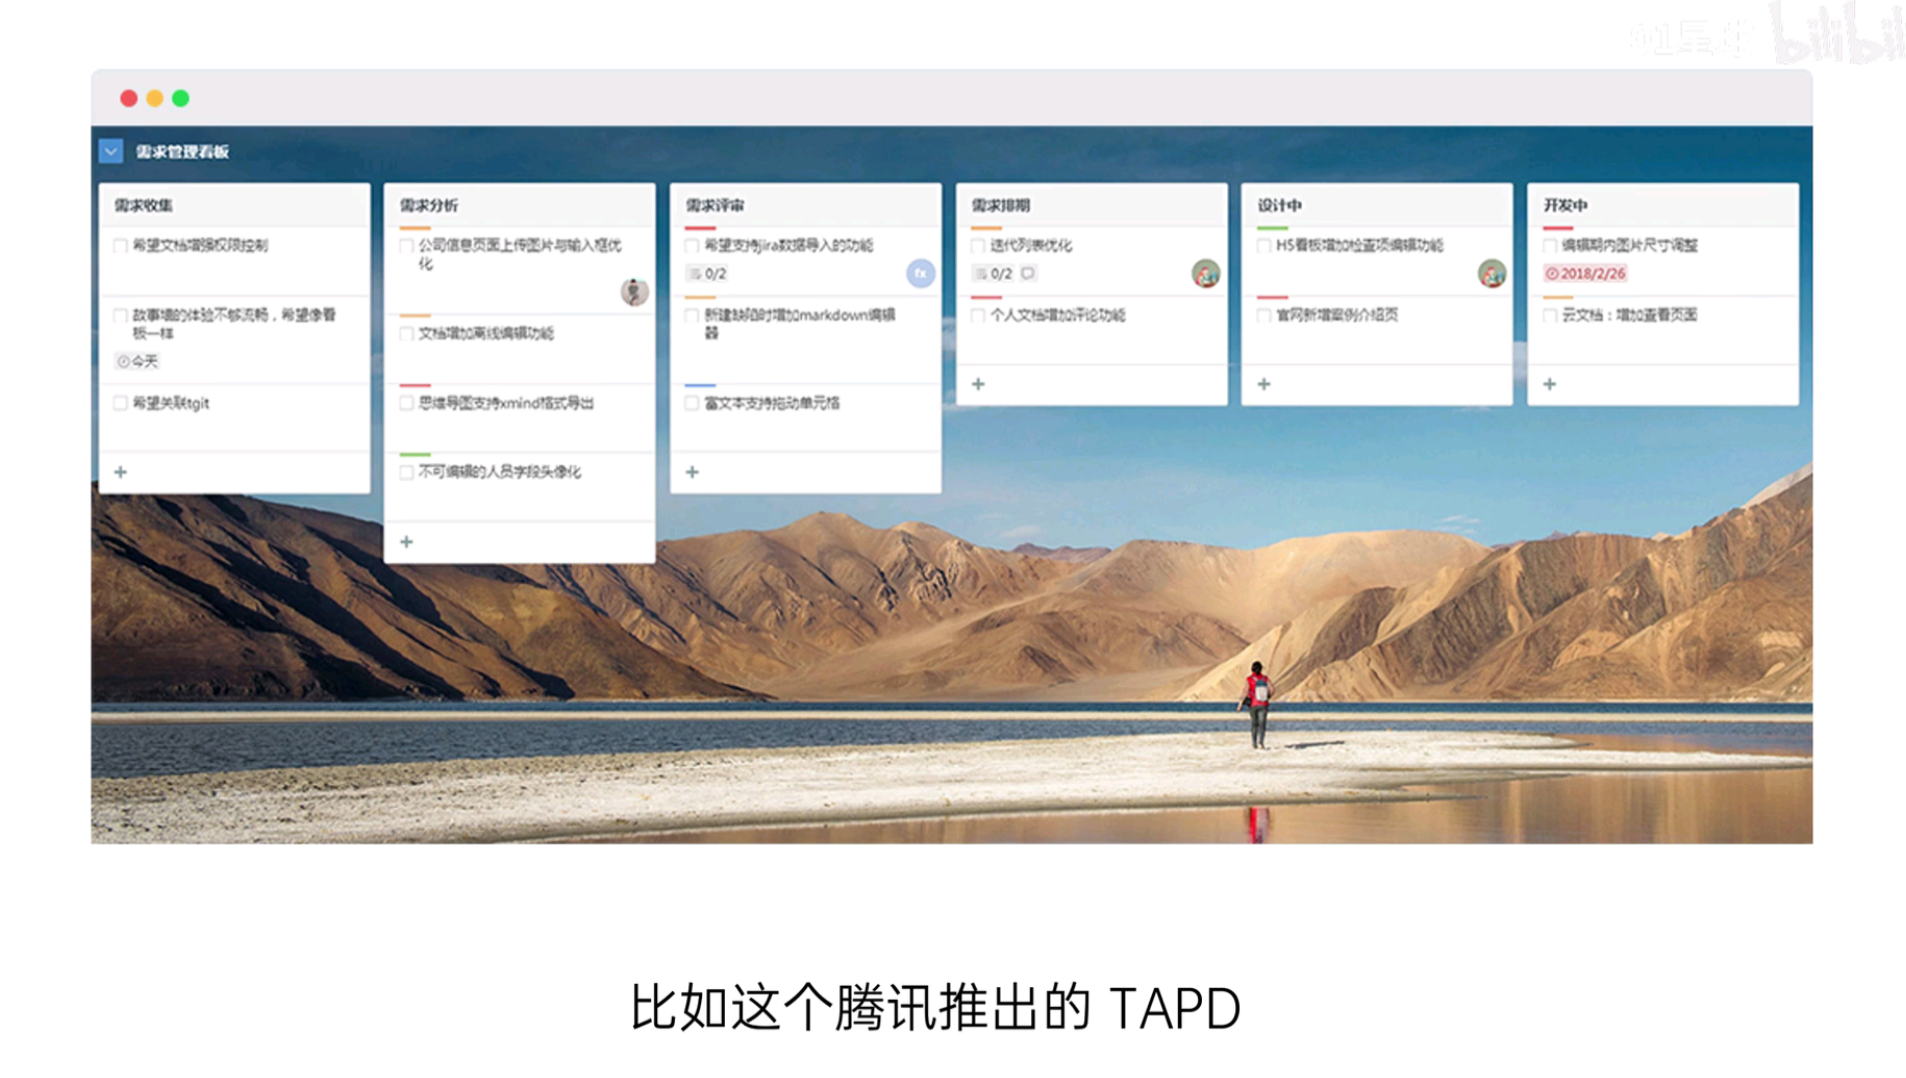 bilibili
需求管理看板
需求收集
希望文档增强权限控制
故事墙的体验不够流畅，希望像看
板一样
今天
希望关联tgit
需求分析
公司信息页面上传图片与输入框优
化
文档增加离线编辑功能
思维导图支持xmind格式导出
不可编辑的人员字段头像化
需求评审
希望支持jira数据导入的功能
0/2
fx
新建缺陷时增加markdown编辑
器
富文本支持拖动单元格
需求排期
迭代列表优化
0/2
个人文档增加评论功能
设计中
H5看板增加检查项编辑功能
官网新增案例介绍页
开发中
编辑期内图片尺寸调整
2018/2/26
云文档：增加查看页面
比如这个腾讯推出的 TAPD